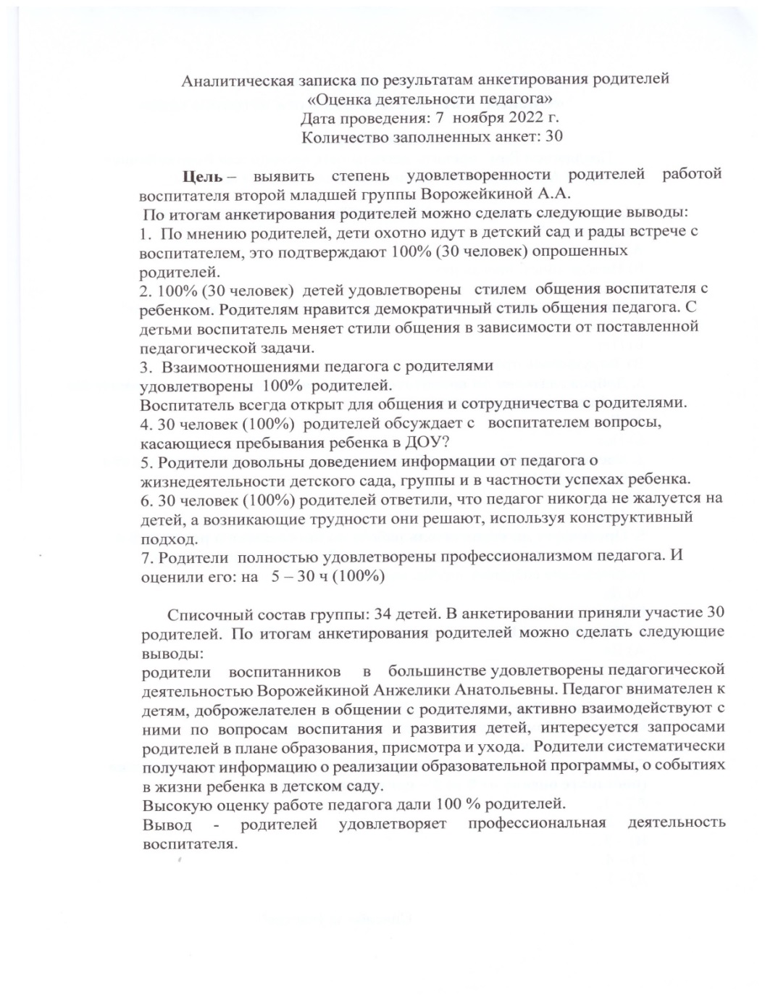 Аналитическая записка по результатам анкетирования родителей
«Оценка деятельности педагога»
Дата проведения: 7 ноября 2022 г.
Количество заполненных анкет: 30
Цель – выявить степень удовлетворенности родителей работой
воспитателя второй младшей группы Ворожейкиной А.А.
По итогам анкетирования родителей можно сделать следующие выводы:
1. По мнению родителей, дети охотно идут в детский сад и рады встрече с
воспитателем, это подтверждают 100% (30 человек) опрошенных
родителей.
2. 100% (30 человек) детей удовлетворены стилем общения воспитателя с
ребенком. Родителям нравится демократичный стиль общения педагога. С
детьми воспитатель меняет стили общения в зависимости от поставленной
педагогической задачи.
3. Взаимоотношениями педагога с родителями
удовлетворены 100% родителей.
Воспитатель всегда открыт для общения и сотрудничества с родителями.
4. 30 человек (100%) родителей обсуждает с воспитателем вопросы,
касающиеся пребывания ребенка в ДОУ?
5. Родители довольны доведением информации от педагога о
жизнедеятельности детского сада, группы и в частности успехах ребенка.
6. 30 человек (100%) родителей ответили, что педагог никогда не жалуется на
детей, а возникающие трудности они решают, используя конструктивный
подход.
7. Родители полностью удовлетворены профессионализмом педагога. И
оценили его: на 5 – 30 ч (100%)
Списочный состав группы: 34 детей. В анкетировании приняли участие 30
родителей. По итогам анкетирования родителей можно сделать следующие
выводы:
родители воспитанников в большинстве удовлетворены педагогической
деятельностью Ворожейкиной Анжелики Анатольевны. Педагог внимателен к
детям, доброжелателен в общении с родителями, активно взаимодействуют с
ними по вопросам воспитания и развития детей, интересуется запросами
родителей в плане образования, присмотра и ухода. Родители систематически
получают информацию о реализации образовательной программы, о событиях
в жизни ребенка в детском саду.
Высокую оценку работе педагога дали 100 % родителей.
Вывод - родителей удовлетворяет профессиональная деятельность
воспитателя.